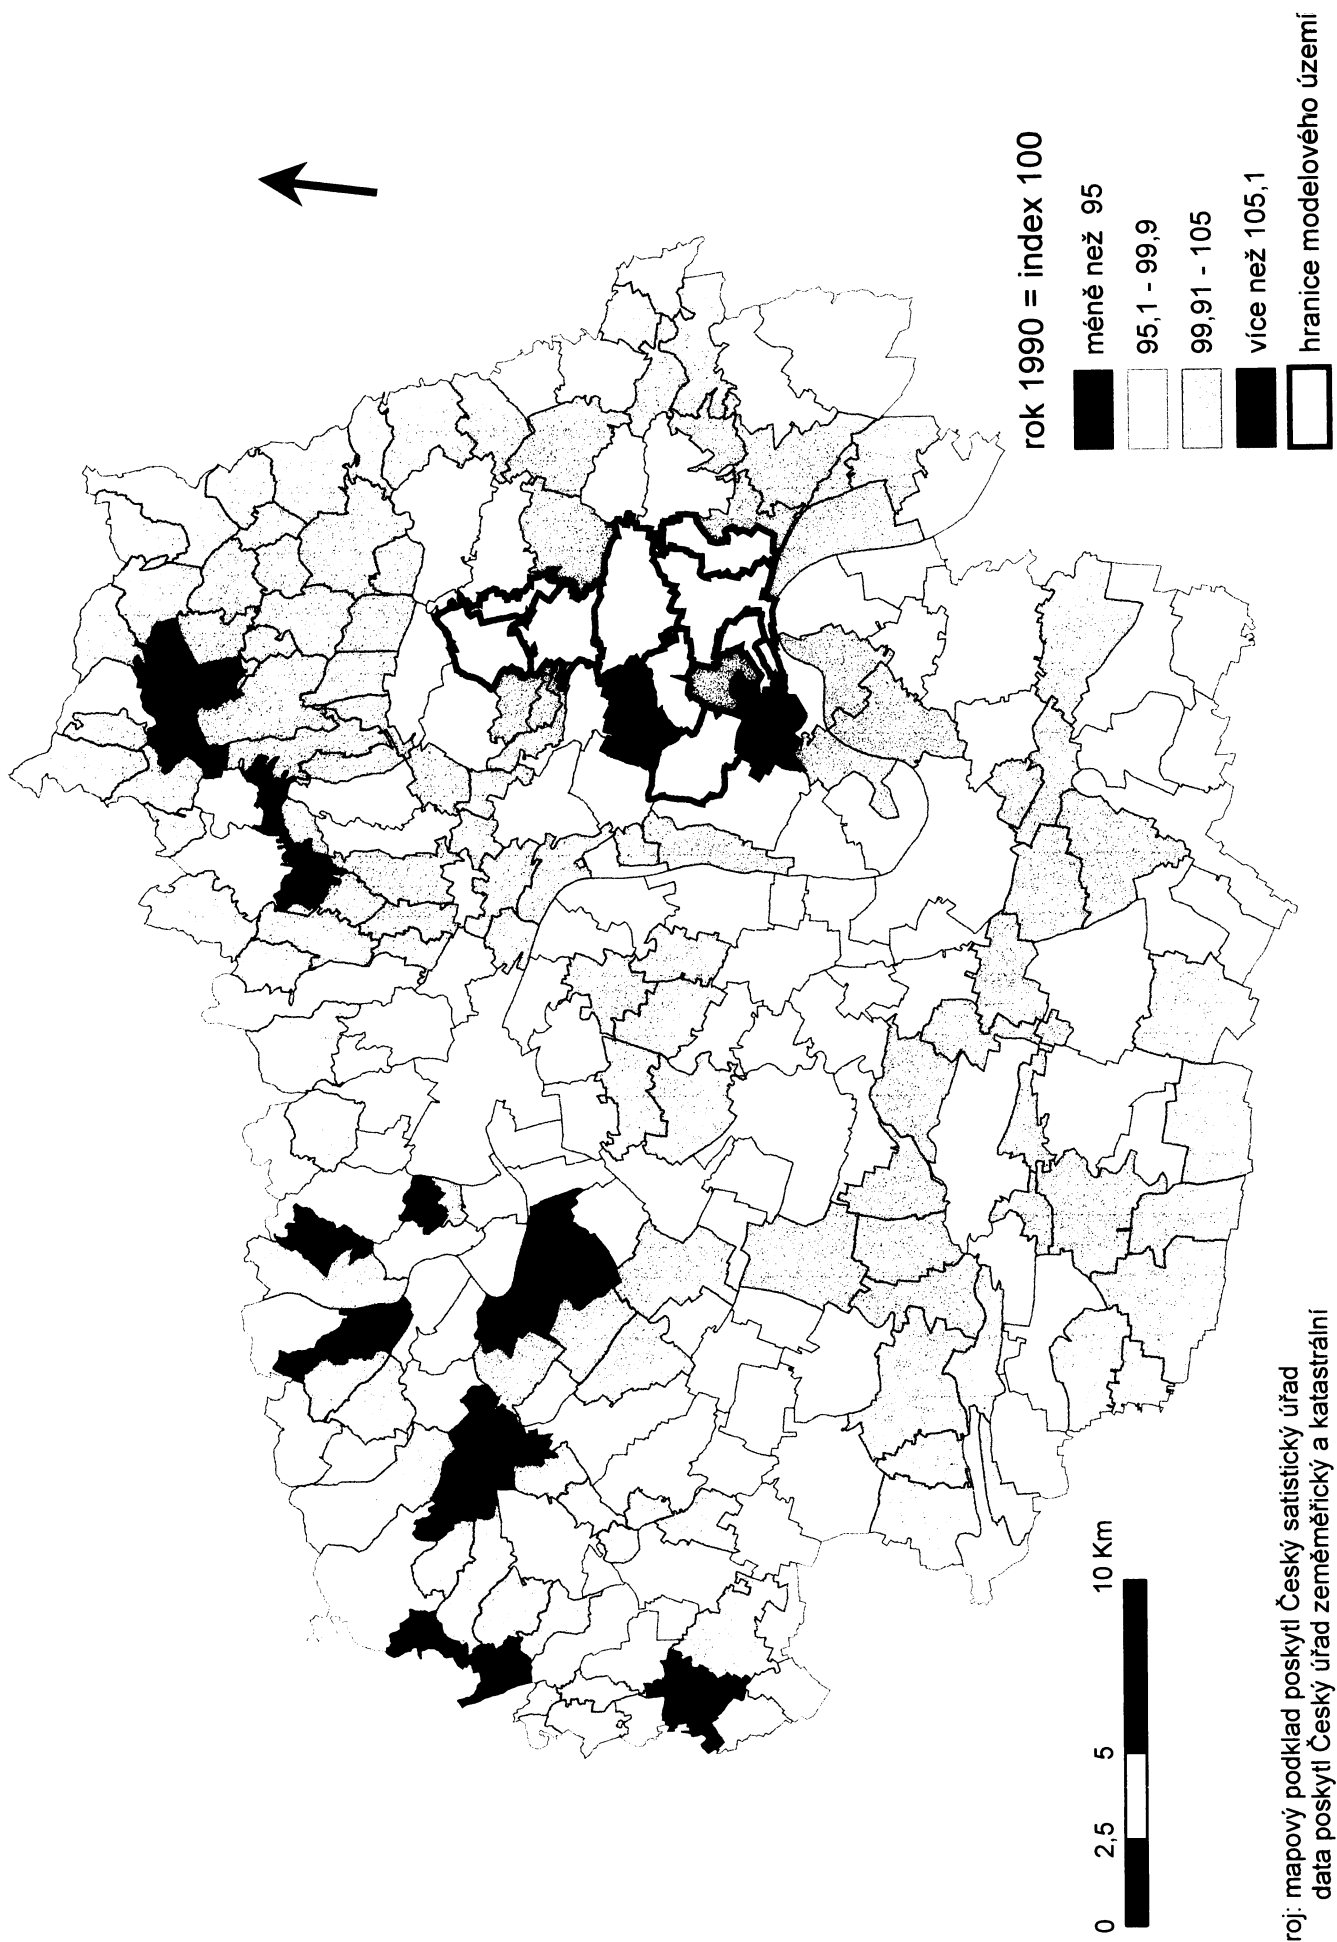 rok 1990 = index 100
méně než 95
95,1 - 99,9
99,91 - 105
více než 105,1
hranice modelového území
0 2,5 5 10 Km
roj: mapový podklad poskytl Český satistický úřad
data poskytl Český úřad zeměměřický a katastrální